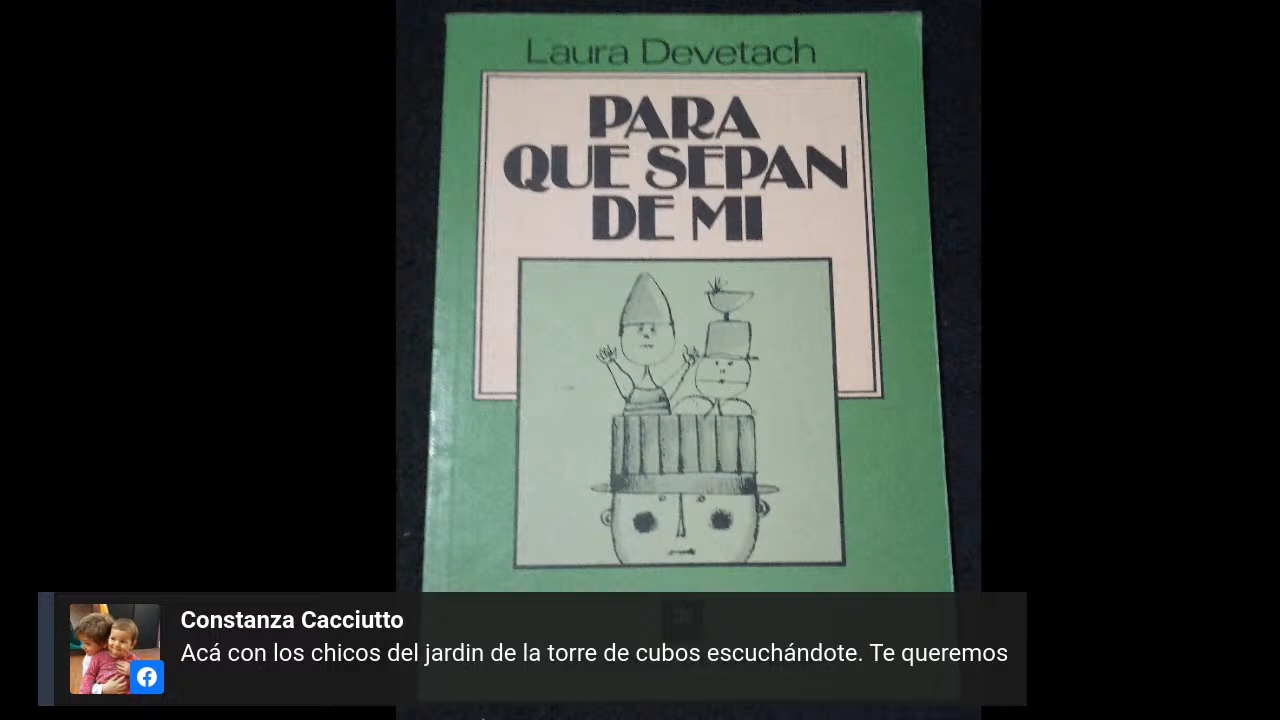 Laura Devetach
PARA
QUE SEPAN
DE MI
Constanza Cacciutto
Acá con los chicos del jardin de la torre de cubos escuchándote. Te queremos